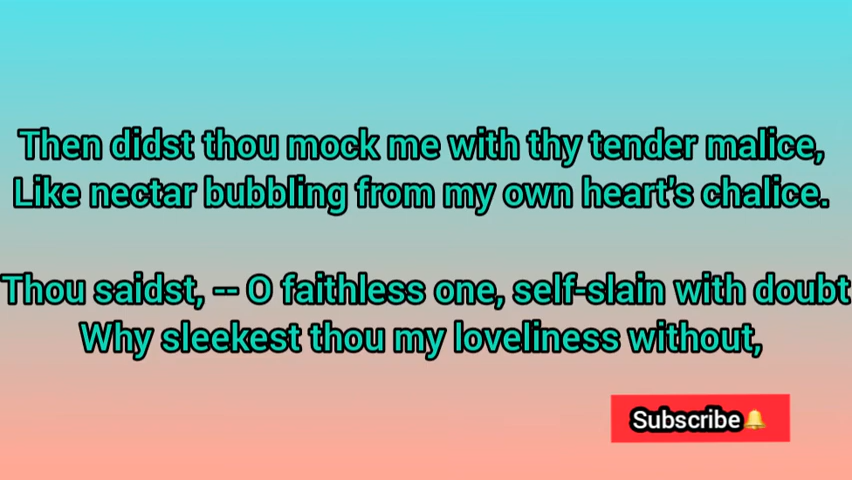 Then didst thou mock me with thy tender malice,
Like nectar bubbling from my own heart's chalice.
Thou saidst, -- O faithless one, self-slain with doubt
Why sleekest thou my loveliness without,
Subscribe🔔